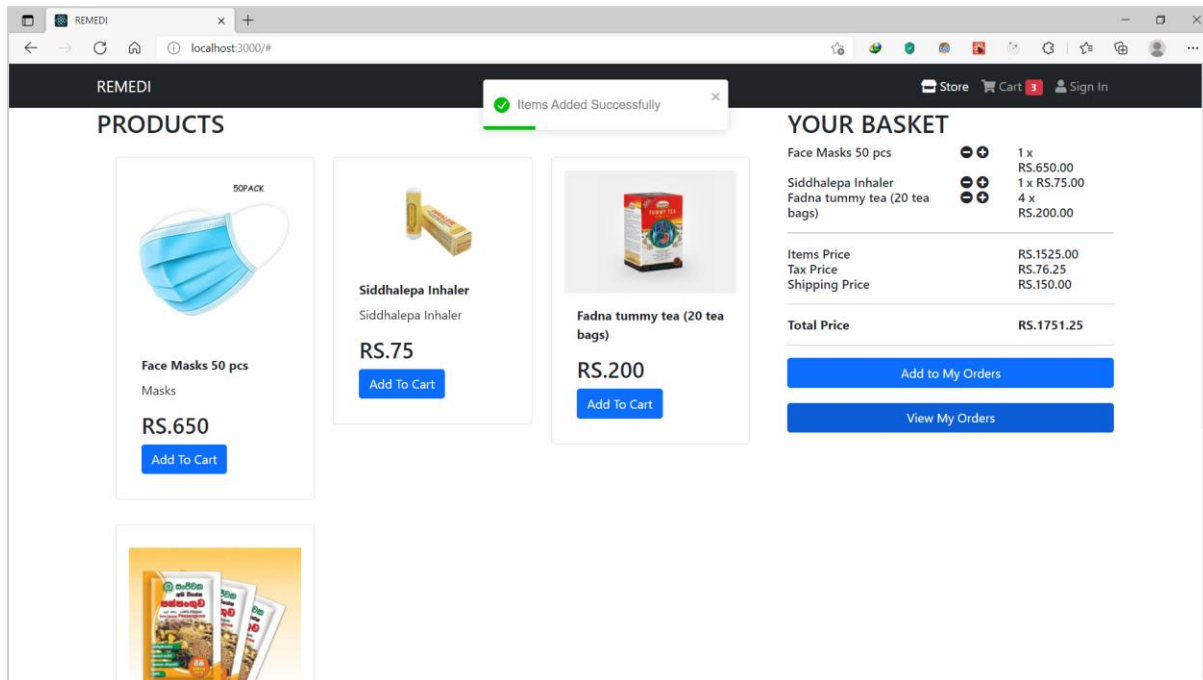 REMEDI
localhost:3000/#
REMEDI
Items Added Successfully
Store Cart 3 Sign In
PRODUCTS
50PACK
Face Masks 50 pcs
Masks
RS.650
Add To Cart
Siddhalepa Inhaler
Siddhalepa Inhaler
RS.75
Add To Cart
TUMMY TEA
Fadna tummy tea (20 tea
bags)
RS.200
Add To Cart
YOUR BASKET
Face Masks 50 pcs 1 x
RS.650.00
Siddhalepa Inhaler 1 x RS.75.00
Fadna tummy tea (20 tea 4 x
bags) RS.200.00
Items Price RS.1525.00
Tax Price RS.76.25
Shipping Price RS.150.00
Total Price RS.1751.25
Add to My Orders
View My Orders
සංජීවක
පස්පංගුව